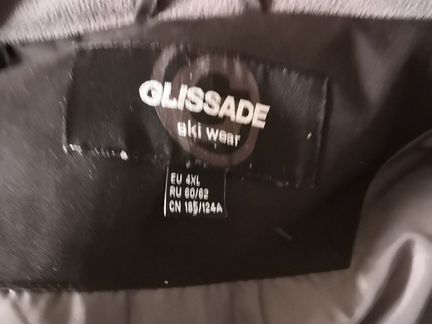 GLISSADE
ski wear
EU 4XL
RU 60/62
CN 185/124A